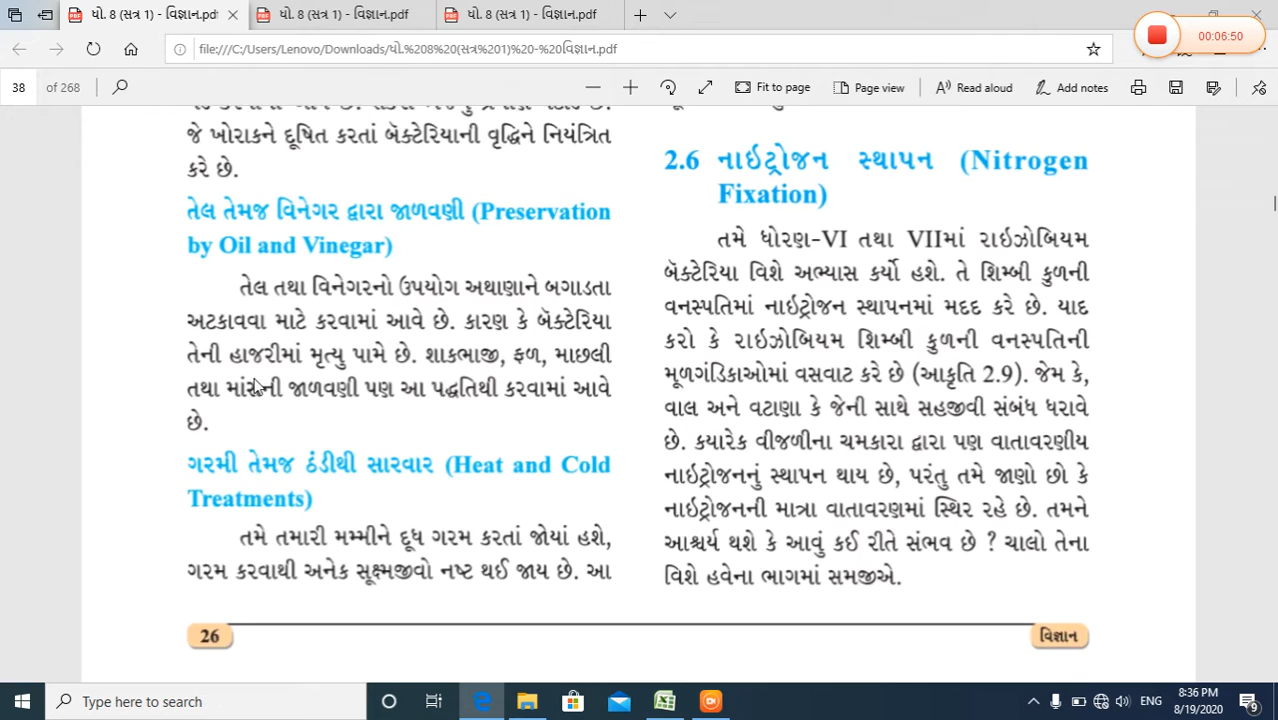 ધો. 8 (સત્ર 1) - વિજ્ઞાન.pdf
ધો. 8 (સત્ર 1) - વિજ્ઞાન.pdf
ધો. 8 (સત્ર 1) - વિજ્ઞાન.pdf
file:///C:/Users/Lenovo/Downloads/ધો.%208%20(સત્ર%201)%20-%20વિજ્ઞાન.pdf
00:06:50
38 of 268
Fit to page
Page view
Read aloud
Add notes
જે ખોરાકને દૂષિત કરતાં બૅક્ટેરિયાની વૃદ્ધિને નિયંત્રિત
કરે છે.
તેલ તેમજ વિનેગર દ્વારા જાળવણી (Preservation
by Oil and Vinegar)
તેલ તથા વિનેગરનો ઉપયોગ અથાણાને બગાડતા
અટકાવવા માટે કરવામાં આવે છે. કારણ કે બૅક્ટેરિયા
તેની હાજરીમાં મૃત્યુ પામે છે. શાકભાજી, ફળ, માછલી
તથા માંસની જાળવણી પણ આ પદ્ધતિથી કરવામાં આવે
છે.
ગરમી તેમજ ઠંડીથી સારવાર (Heat and Cold
Treatments)
તમે તમારી મમ્મીને દૂધ ગરમ કરતાં જોયાં હશે,
ગરમ કરવાથી અનેક સૂક્ષ્મજીવો નષ્ટ થઈ જાય છે. આ
26
2.6 નાઇટ્રોજન સ્થાપન (Nitrogen
Fixation)
તમે ધોરણ-VI તથા VIIમાં રાઇઝોબિયમ
બૅક્ટેરિયા વિશે અભ્યાસ કર્યો હશે. તે શિમ્બી કુળની
વનસ્પતિમાં નાઇટ્રોજન સ્થાપનમાં મદદ કરે છે. યાદ
કરો કે રાઇઝોબિયમ શિમ્બી કુળની વનસ્પતિની
મૂળગંડિકાઓમાં વસવાટ કરે છે (આકૃતિ 2.9). જેમ કે,
વાલ અને વટાણા કે જેની સાથે સહજીવી સંબંધ ધરાવે
છે. કયારેક વીજળીના ચમકારા દ્વારા પણ વાતાવરણીય
નાઇટ્રોજનનું સ્થાપન થાય છે, પરંતુ તમે જાણો છો કે
નાઇટ્રોજનની માત્રા વાતાવરણમાં સ્થિર રહે છે. તમને
આશ્ચર્ય થશે કે આવું કઈ રીતે સંભવ છે ? ચાલો તેના
વિશે હવેના ભાગમાં સમજીએ.
વિજ્ઞાન
Type here to search
ENG
8:36 PM
8/19/2020
9